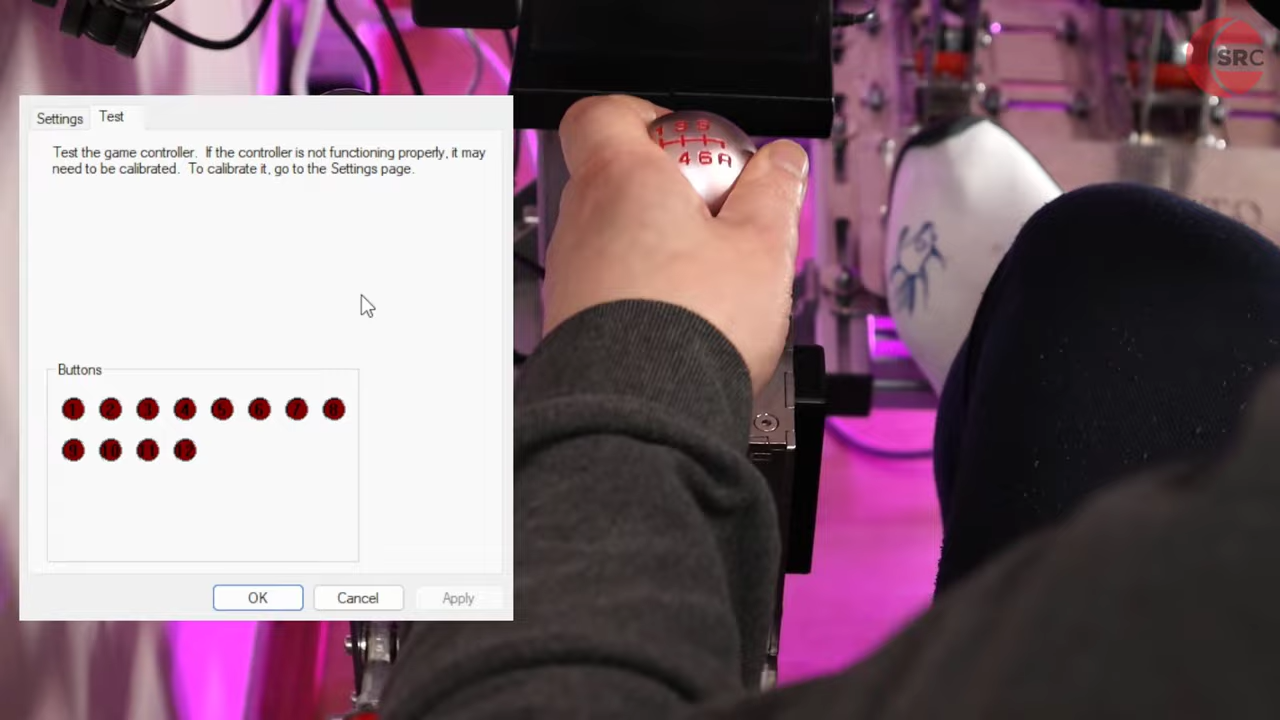 SRC
Settings
Test
Test the game controller. If the controller is not functioning properly, it may
need to be calibrated. To calibrate it, go to the Settings page.
Buttons
1 2 3 4 5 6 7 8
9 10 11 12
OK
Cancel
Apply
4 6 R